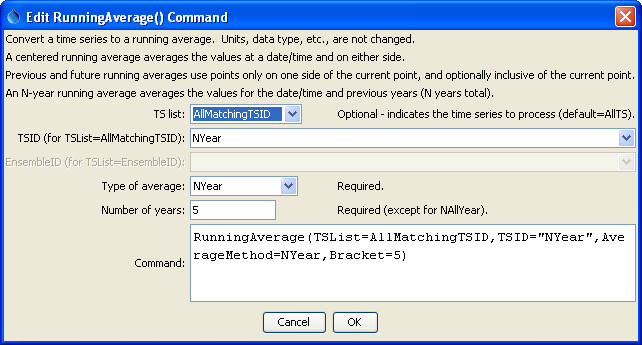 Edit RunningAverage() Command
Convert a time series to a running average.  Units, data type, etc., are not changed.
A centered running average averages the values at a date/time and on either side.
Previous and future running averages use points only on one side of the current point, and optionally inclusive of the current point.
An N-year running average averages the values for the date/time and previous years (N years total).
TS list: AllMatchingTSID Optional - indicates the time series to process (default=AllTS).
TSID (for TSList=AllMatchingTSID): NYear
EnsembleID (for TSList=EnsembleID):
Type of average: NYear Required.
Number of years: 5 Required (except for NAllYear).
RunningAverage(TSList=AllMatchingTSID,TSID="NYear",Ave
rageMethod=NYear,Bracket=5)
Command:
Cancel OK